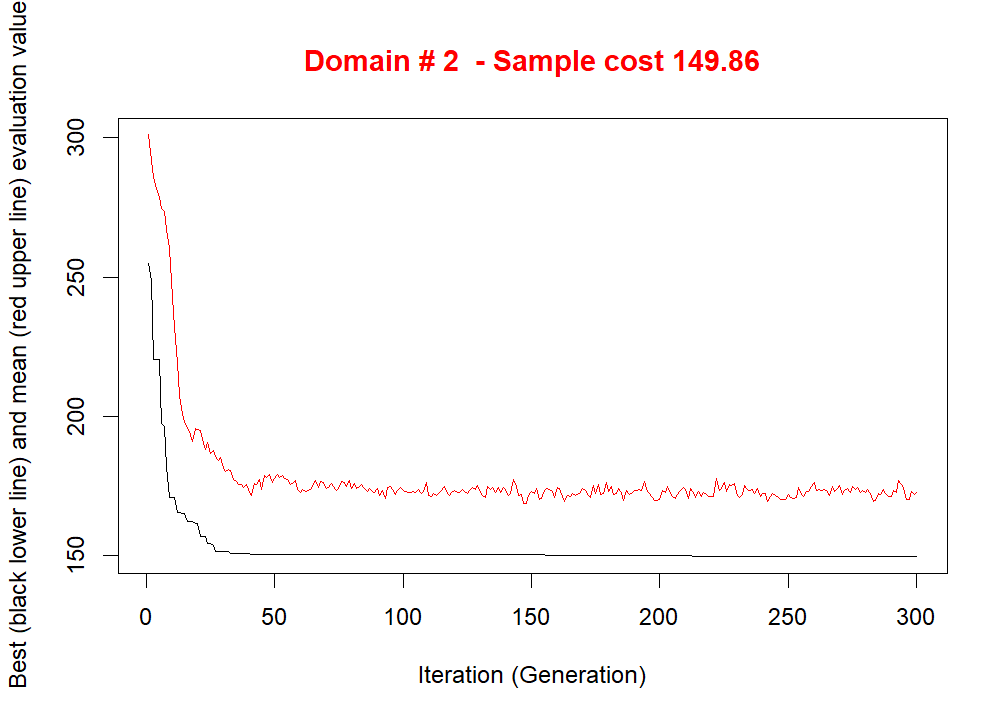 Domain # 2  - Sample cost 149.86
Best (black lower line) and mean (red upper line) evaluation value
300
250
200
150
0 50 100 150 200 250 300
Iteration (Generation)